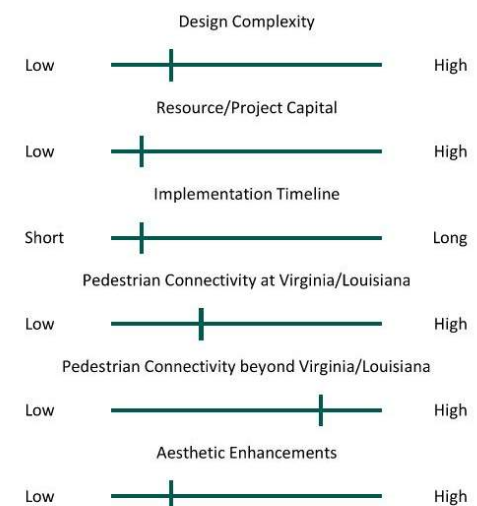 Design Complexity
Low High
Resource/Project Capital
Low High
Implementation Timeline
Short Long
Pedestrian Connectivity at Virginia/Louisiana
Low High
Pedestrian Connectivity beyond Virginia/Louisiana
Low High
Aesthetic Enhancements
Low High